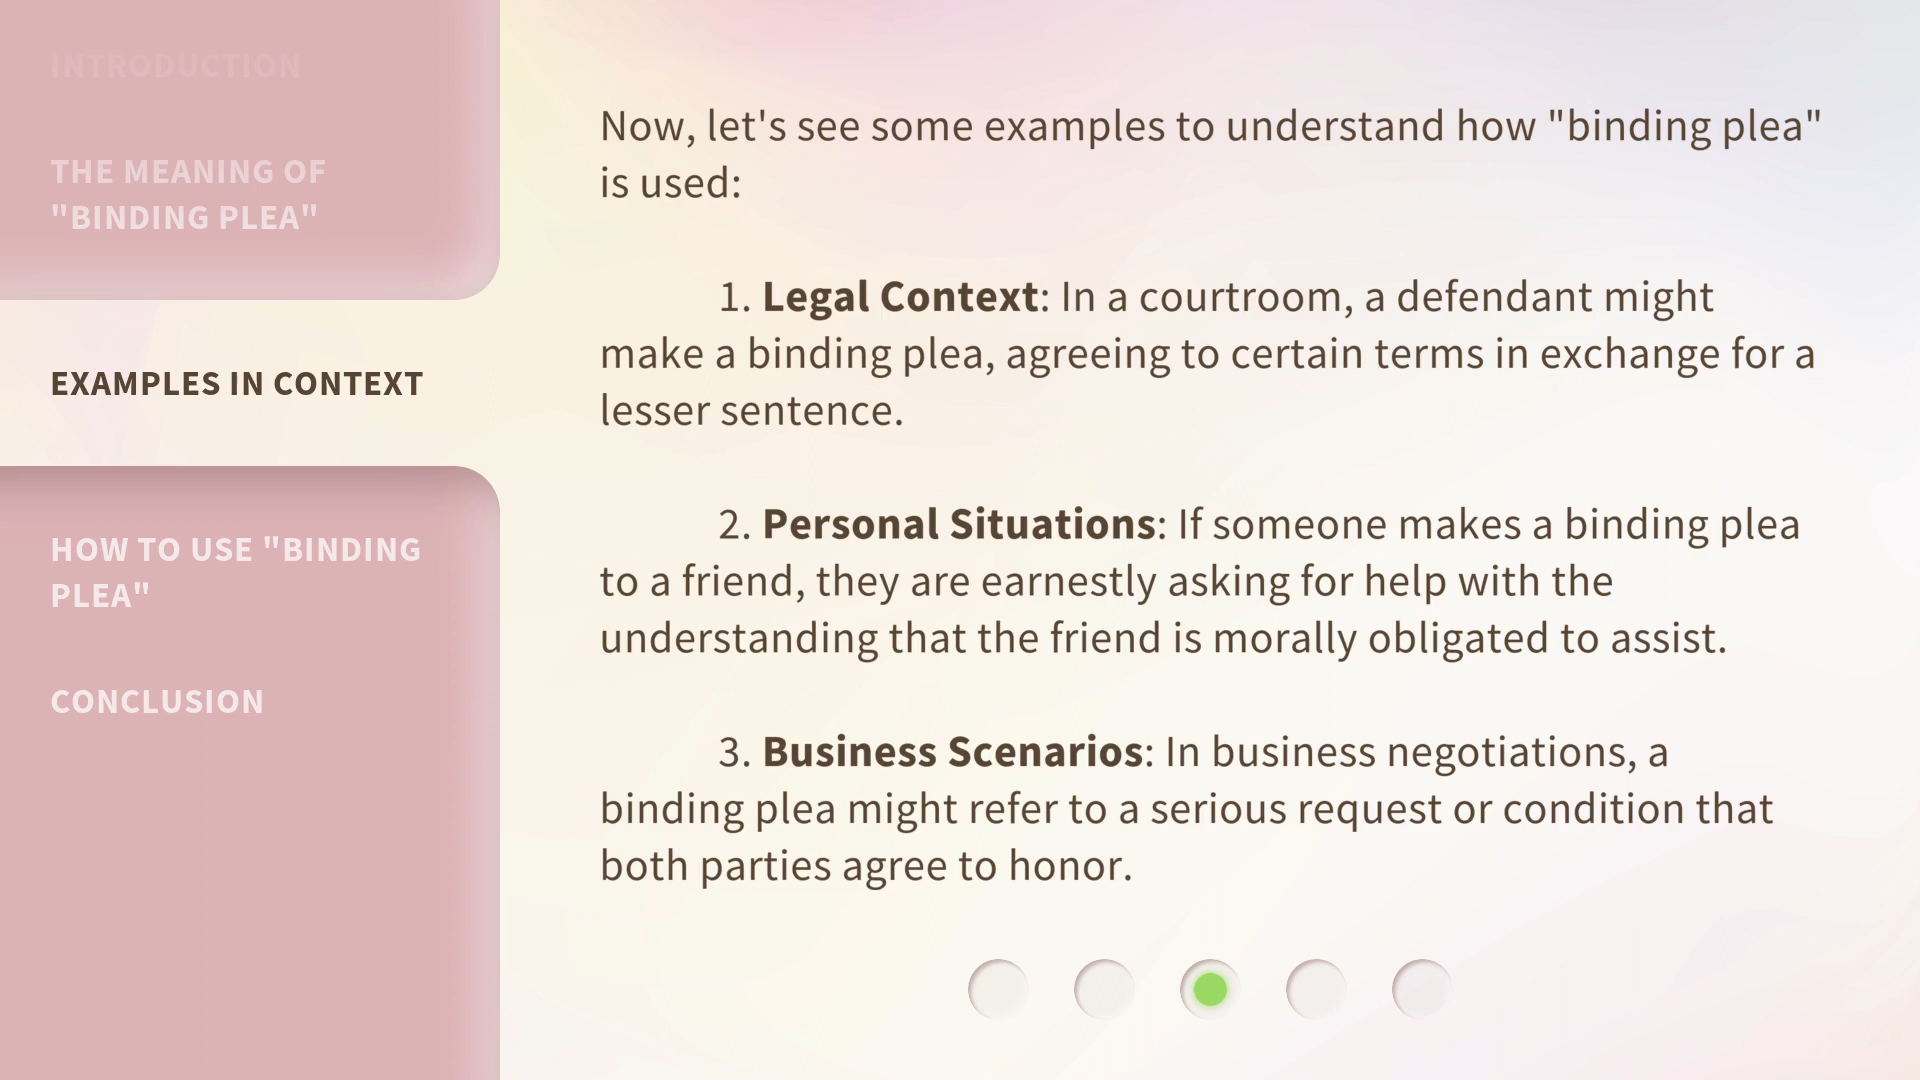 INTRODUCTION
THE MEANING OF
"BINDING PLEA"
EXAMPLES IN CONTEXT
HOW TO USE "BINDING
PLEA"
CONCLUSION
Now, let's see some examples to understand how "binding plea"
is used:
1. Legal Context: In a courtroom, a defendant might
make a binding plea, agreeing to certain terms in exchange for a
lesser sentence.
2. Personal Situations: If someone makes a binding plea
to a friend, they are earnestly asking for help with the
understanding that the friend is morally obligated to assist.
3. Business Scenarios: In business negotiations, a
binding plea might refer to a serious request or condition that
both parties agree to honor.